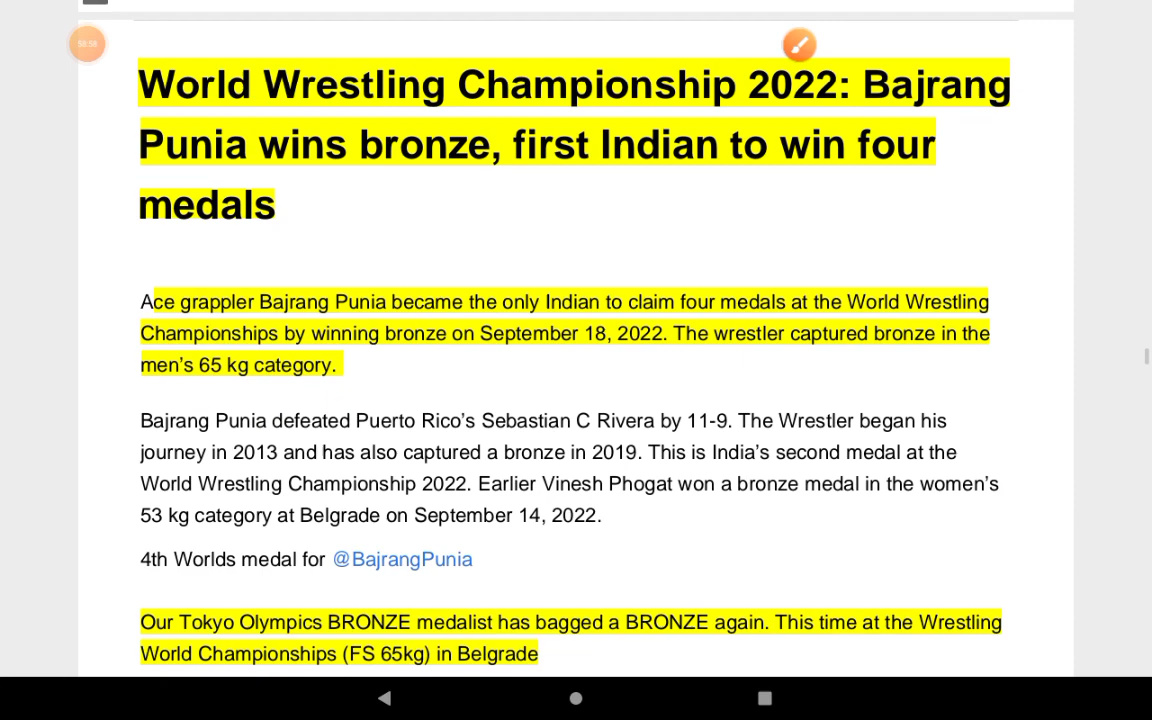 58:58
World Wrestling Championship 2022: Bajrang
Punia wins bronze, first Indian to win four
medals
Ace grappler Bajrang Punia became the only Indian to claim four medals at the World Wrestling
Championships by winning bronze on September 18, 2022. The wrestler captured bronze in the
men’s 65 kg category.
Bajrang Punia defeated Puerto Rico’s Sebastian C Rivera by 11-9. The Wrestler began his
journey in 2013 and has also captured a bronze in 2019. This is India’s second medal at the
World Wrestling Championship 2022. Earlier Vinesh Phogat won a bronze medal in the women’s
53 kg category at Belgrade on September 14, 2022.
4th Worlds medal for @BajrangPunia
Our Tokyo Olympics BRONZE medalist has bagged a BRONZE again. This time at the Wrestling
World Championships (FS 65kg) in Belgrade